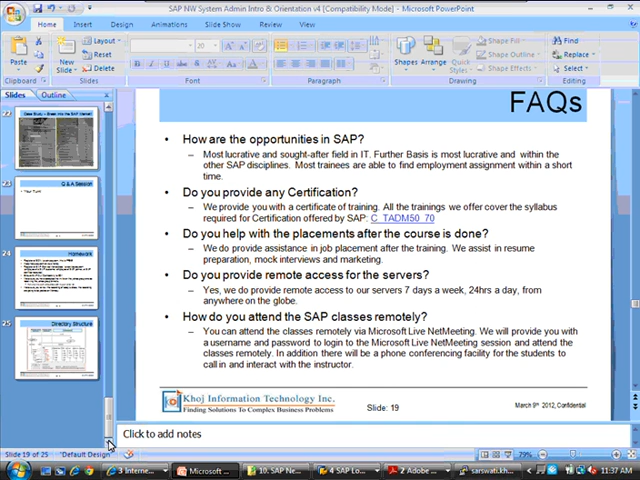 SAP NW System Admin Intro & Orientation v4 [Compatibility Mode] - Microsoft PowerPoint
Home Insert Design Animations Slide Show Review View
Paste
New Slide
Layout
Reset
Delete
Shapes
Arrange
Quick Styles
Shape Fill
Shape Outline
Shape Effects
Find
Replace
Select
Clipboard Slides Font Paragraph Drawing Editing
Slides Outline
22
23
Q & A Session
24
Homework
25
Directory Structure
FAQs
• How are the opportunities in SAP?
– Most lucrative and sought-after field in IT. Further Basis is most lucrative and within the
other SAP disciplines. Most trainees are able to find employment assignment within a short
time.
• Do you provide any Certification?
– We provide you with a certificate of training. All the trainings we offer cover the syllabus
required for Certification offered by SAP: C_TADM50_70
• Do you help with the placements after the course is done?
– We do provide assistance in job placement after the training. We assist in resume
preparation, mock interviews and marketing.
• Do you provide remote access for the servers?
– Yes, we do provide remote access to our servers 7 days a week, 24hrs a day, from
anywhere on the globe.
• How do you attend the SAP classes remotely?
– You can attend the classes remotely via Microsoft Live NetMeeting. We will provide you with
a username and password to login to the Microsoft Live NetMeeting session and attend the
classes remotely. In addition there will be a phone conferencing facility for the students to
call in and interact with the instructor.
Khoj Information Technology Inc.
Finding Solutions To Complex Business Problems
Slide: 19
March 9th 2012, Confidential
Click to add notes
Slide 19 of 25 "Default Design" 79%
3 Interne... Microsoft ... 10. SAP Ne... 4 SAP Lo... 2 Adobe ... sarswati.kh... 11:37 AM